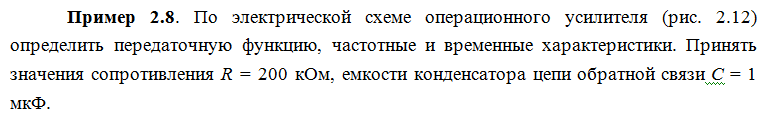 Пример 2.8. По электрической схеме операционного усилителя (рис. 2.12)
определить передаточную функцию, частотные и временные характеристики. Принять
значения сопротивления R = 200 кОм, емкости конденсатора цепи обратной связи C = 1
мкФ.